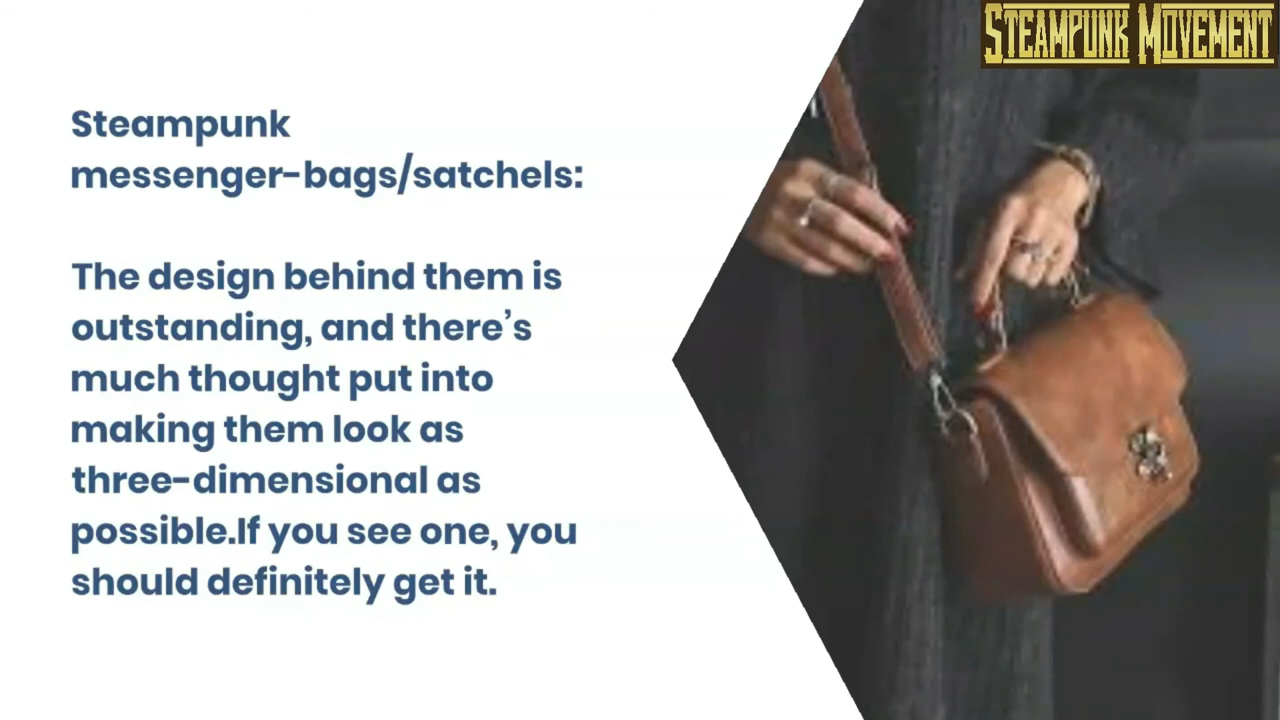 STEAMPUNK MOVEMENT
Steampunk
messenger-bags/satchels:
The design behind them is
outstanding, and there’s
much thought put into
making them look as
three-dimensional as
possible.If you see one, you
should definitely get it.